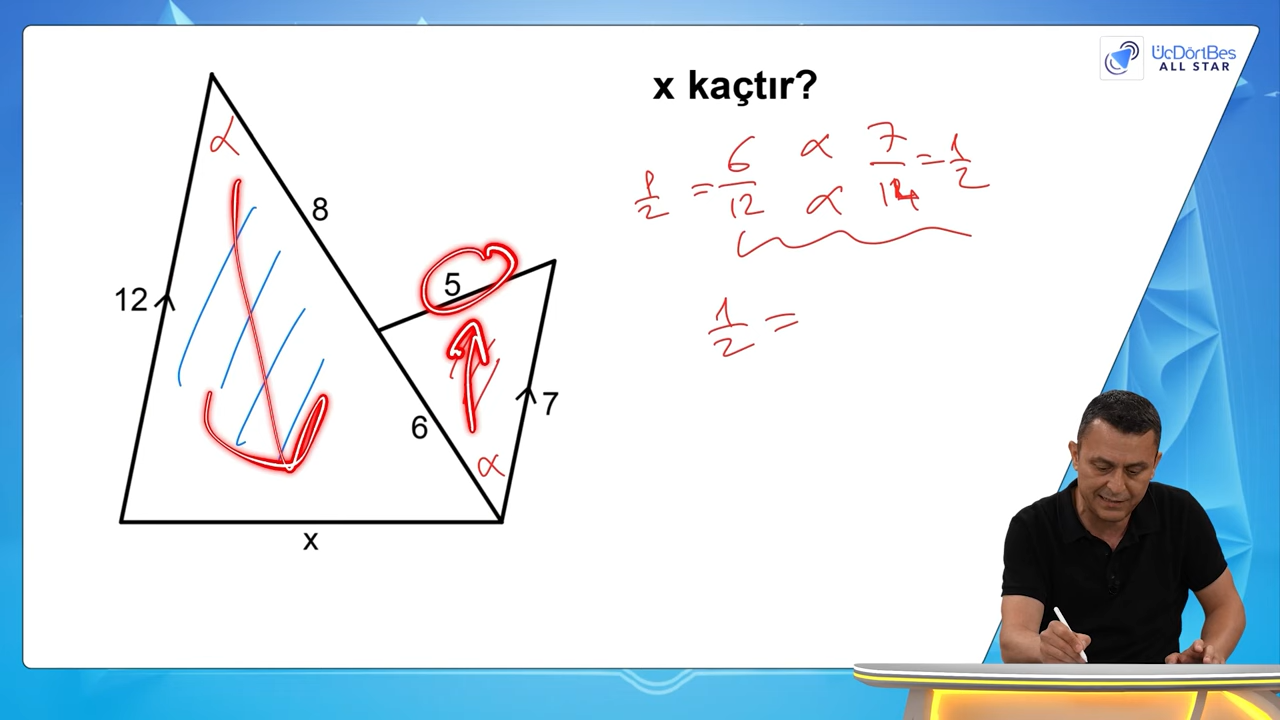 ÜçDörtBeş
ALL STAR
x kaçtır?
α
8
12
5
6
7
α
x
1/2 = 6/12 α 7/14 = 1/2
α
1/2 =